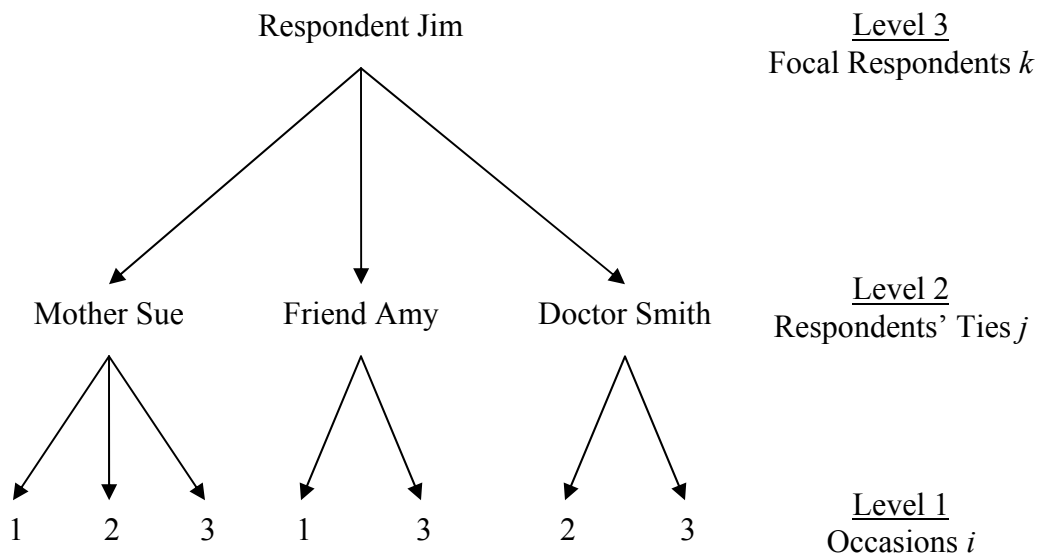 Respondent Jim
Level 3
Focal Respondents k
Mother Sue
Friend Amy
Doctor Smith
Level 2
Respondents’ Ties j
1
2
3
1
3
2
3
Level 1
Occasions i